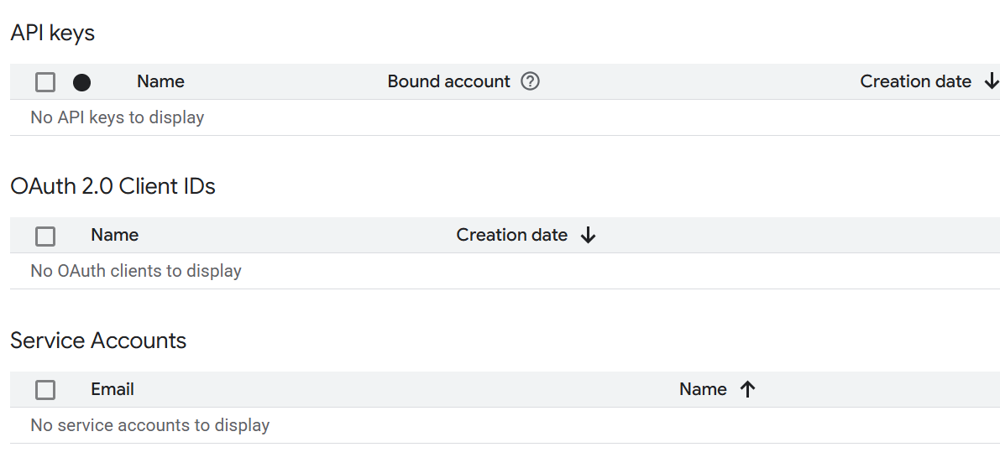 API keys
Name Bound account Creation date
No API keys to display
OAuth 2.0 Client IDs
Name Creation date
No OAuth clients to display
Service Accounts
Email Name
No service accounts to display